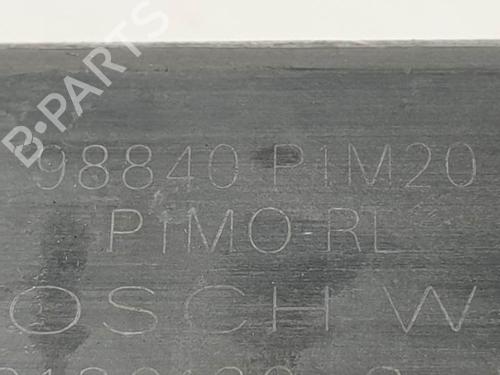 B-PARTS
98840 P1M20
P1MO RL
OSCH W